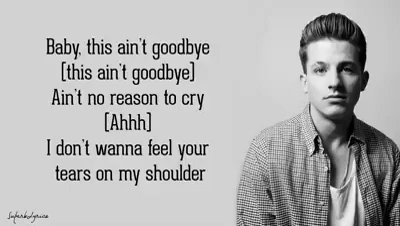 Baby, this ain't goodbye
[this ain't goodbye]
Ain't no reason to cry
[Ahhh]
I don't wanna feel your
tears on my shoulder
SuperbLyrics